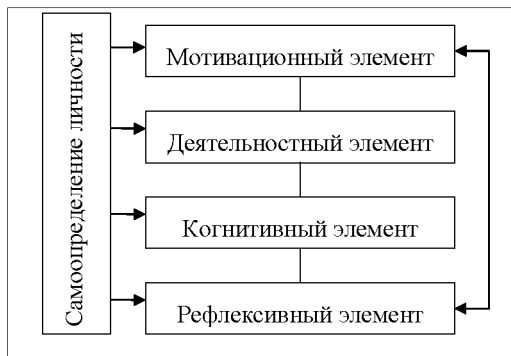 Самоопределение личности
Мотивационный элемент
Деятельностный элемент
Когнитивный элемент
Рефлексивный элемент